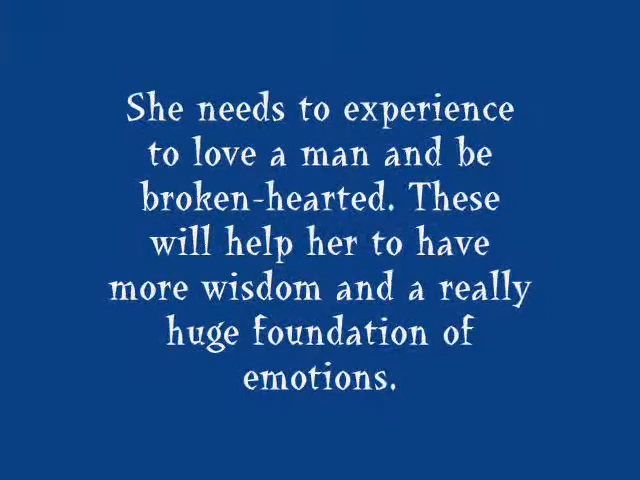 She needs to experience
to love a man and be
broken-hearted. These
will help her to have
more wisdom and a really
huge foundation of
emotions.